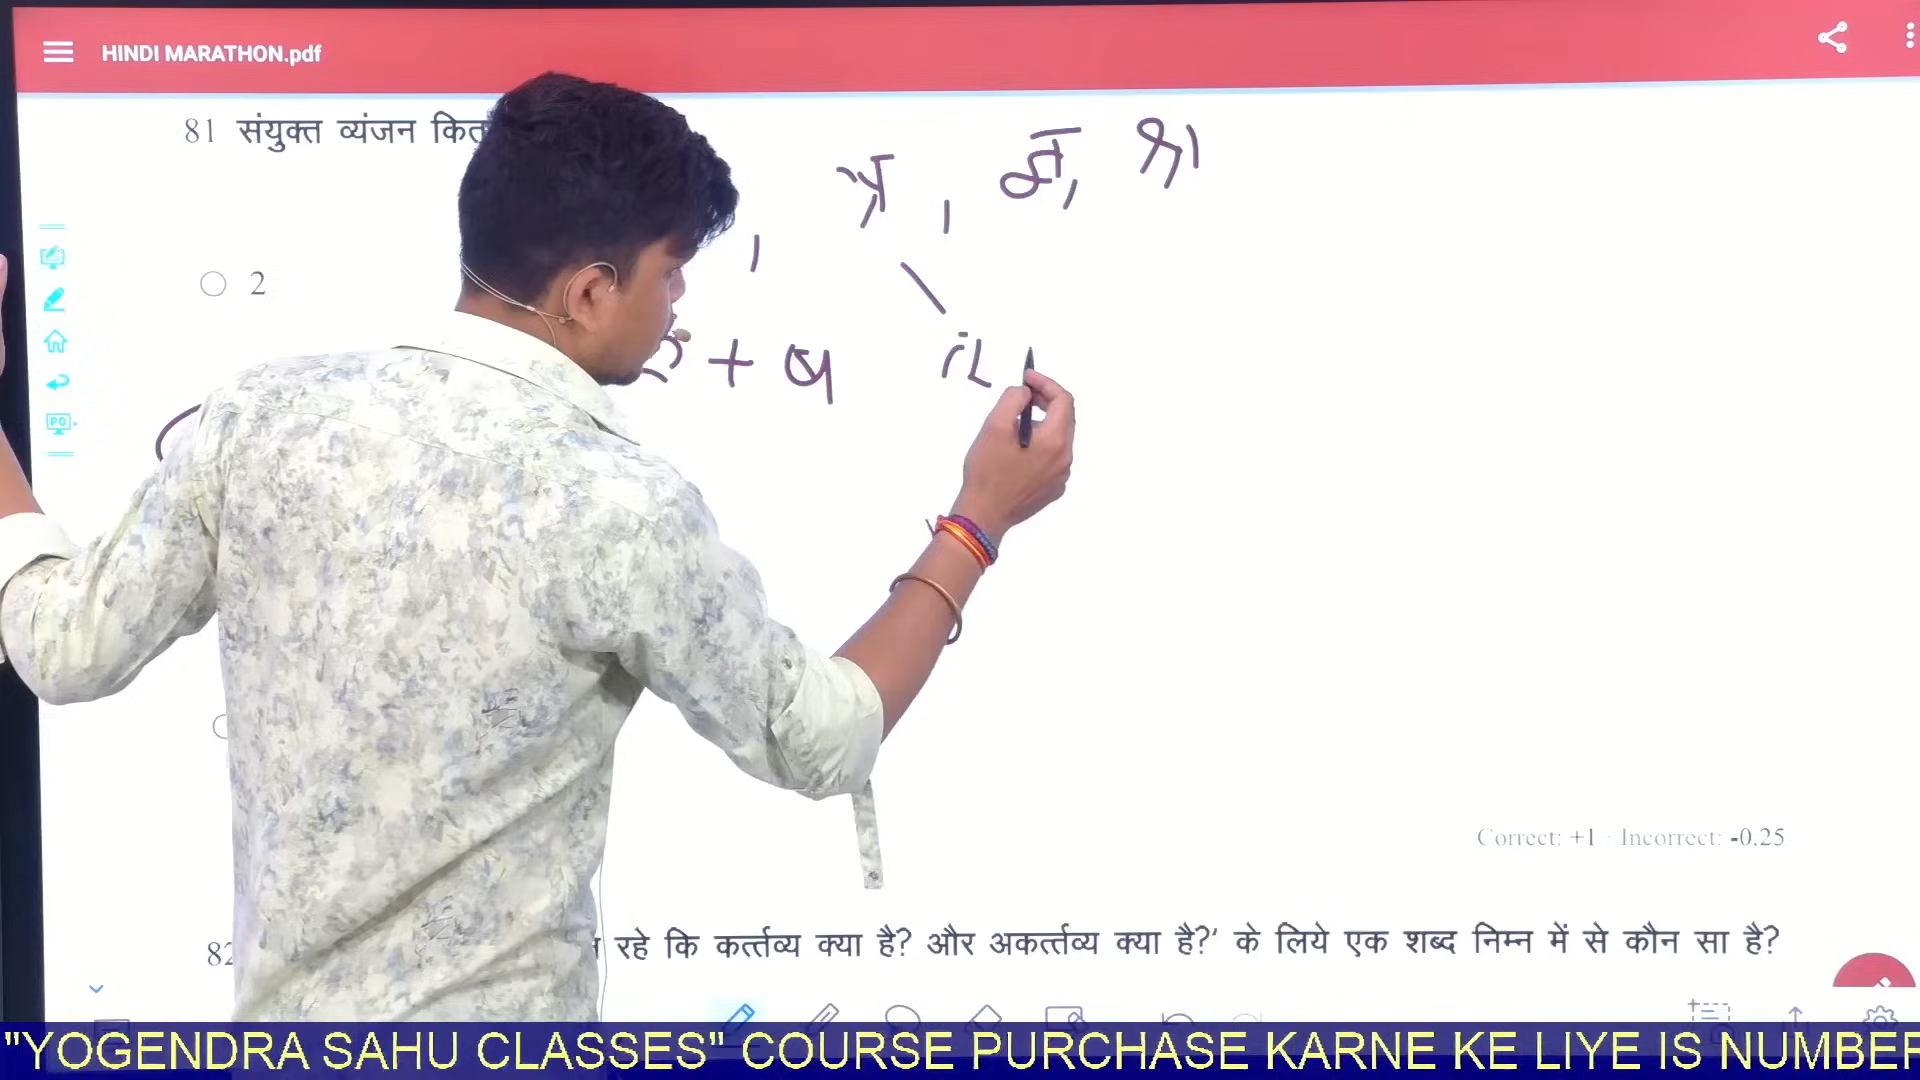 HINDI MARATHON.pdf
81 संयुक्त व्यंजन
त्र , ज्ञ, श्र
2
+ ष त्
Correct: +1 · Incorrect: -0.25
रहे कि कर्त्तव्य क्या है? और अकर्त्तव्य क्या है?' के लिये एक शब्द निम्न में से कौन सा है?
"YOGENDRA SAHU CLASSES" COURSE PURCHASE KARNE KE LIYE IS NUMBER